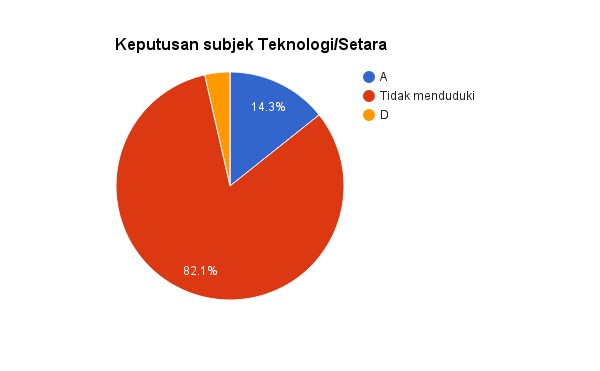 Keputusan subjek Teknologi/Setara
A
Tidak menduduki
D
14.3%
82.1%